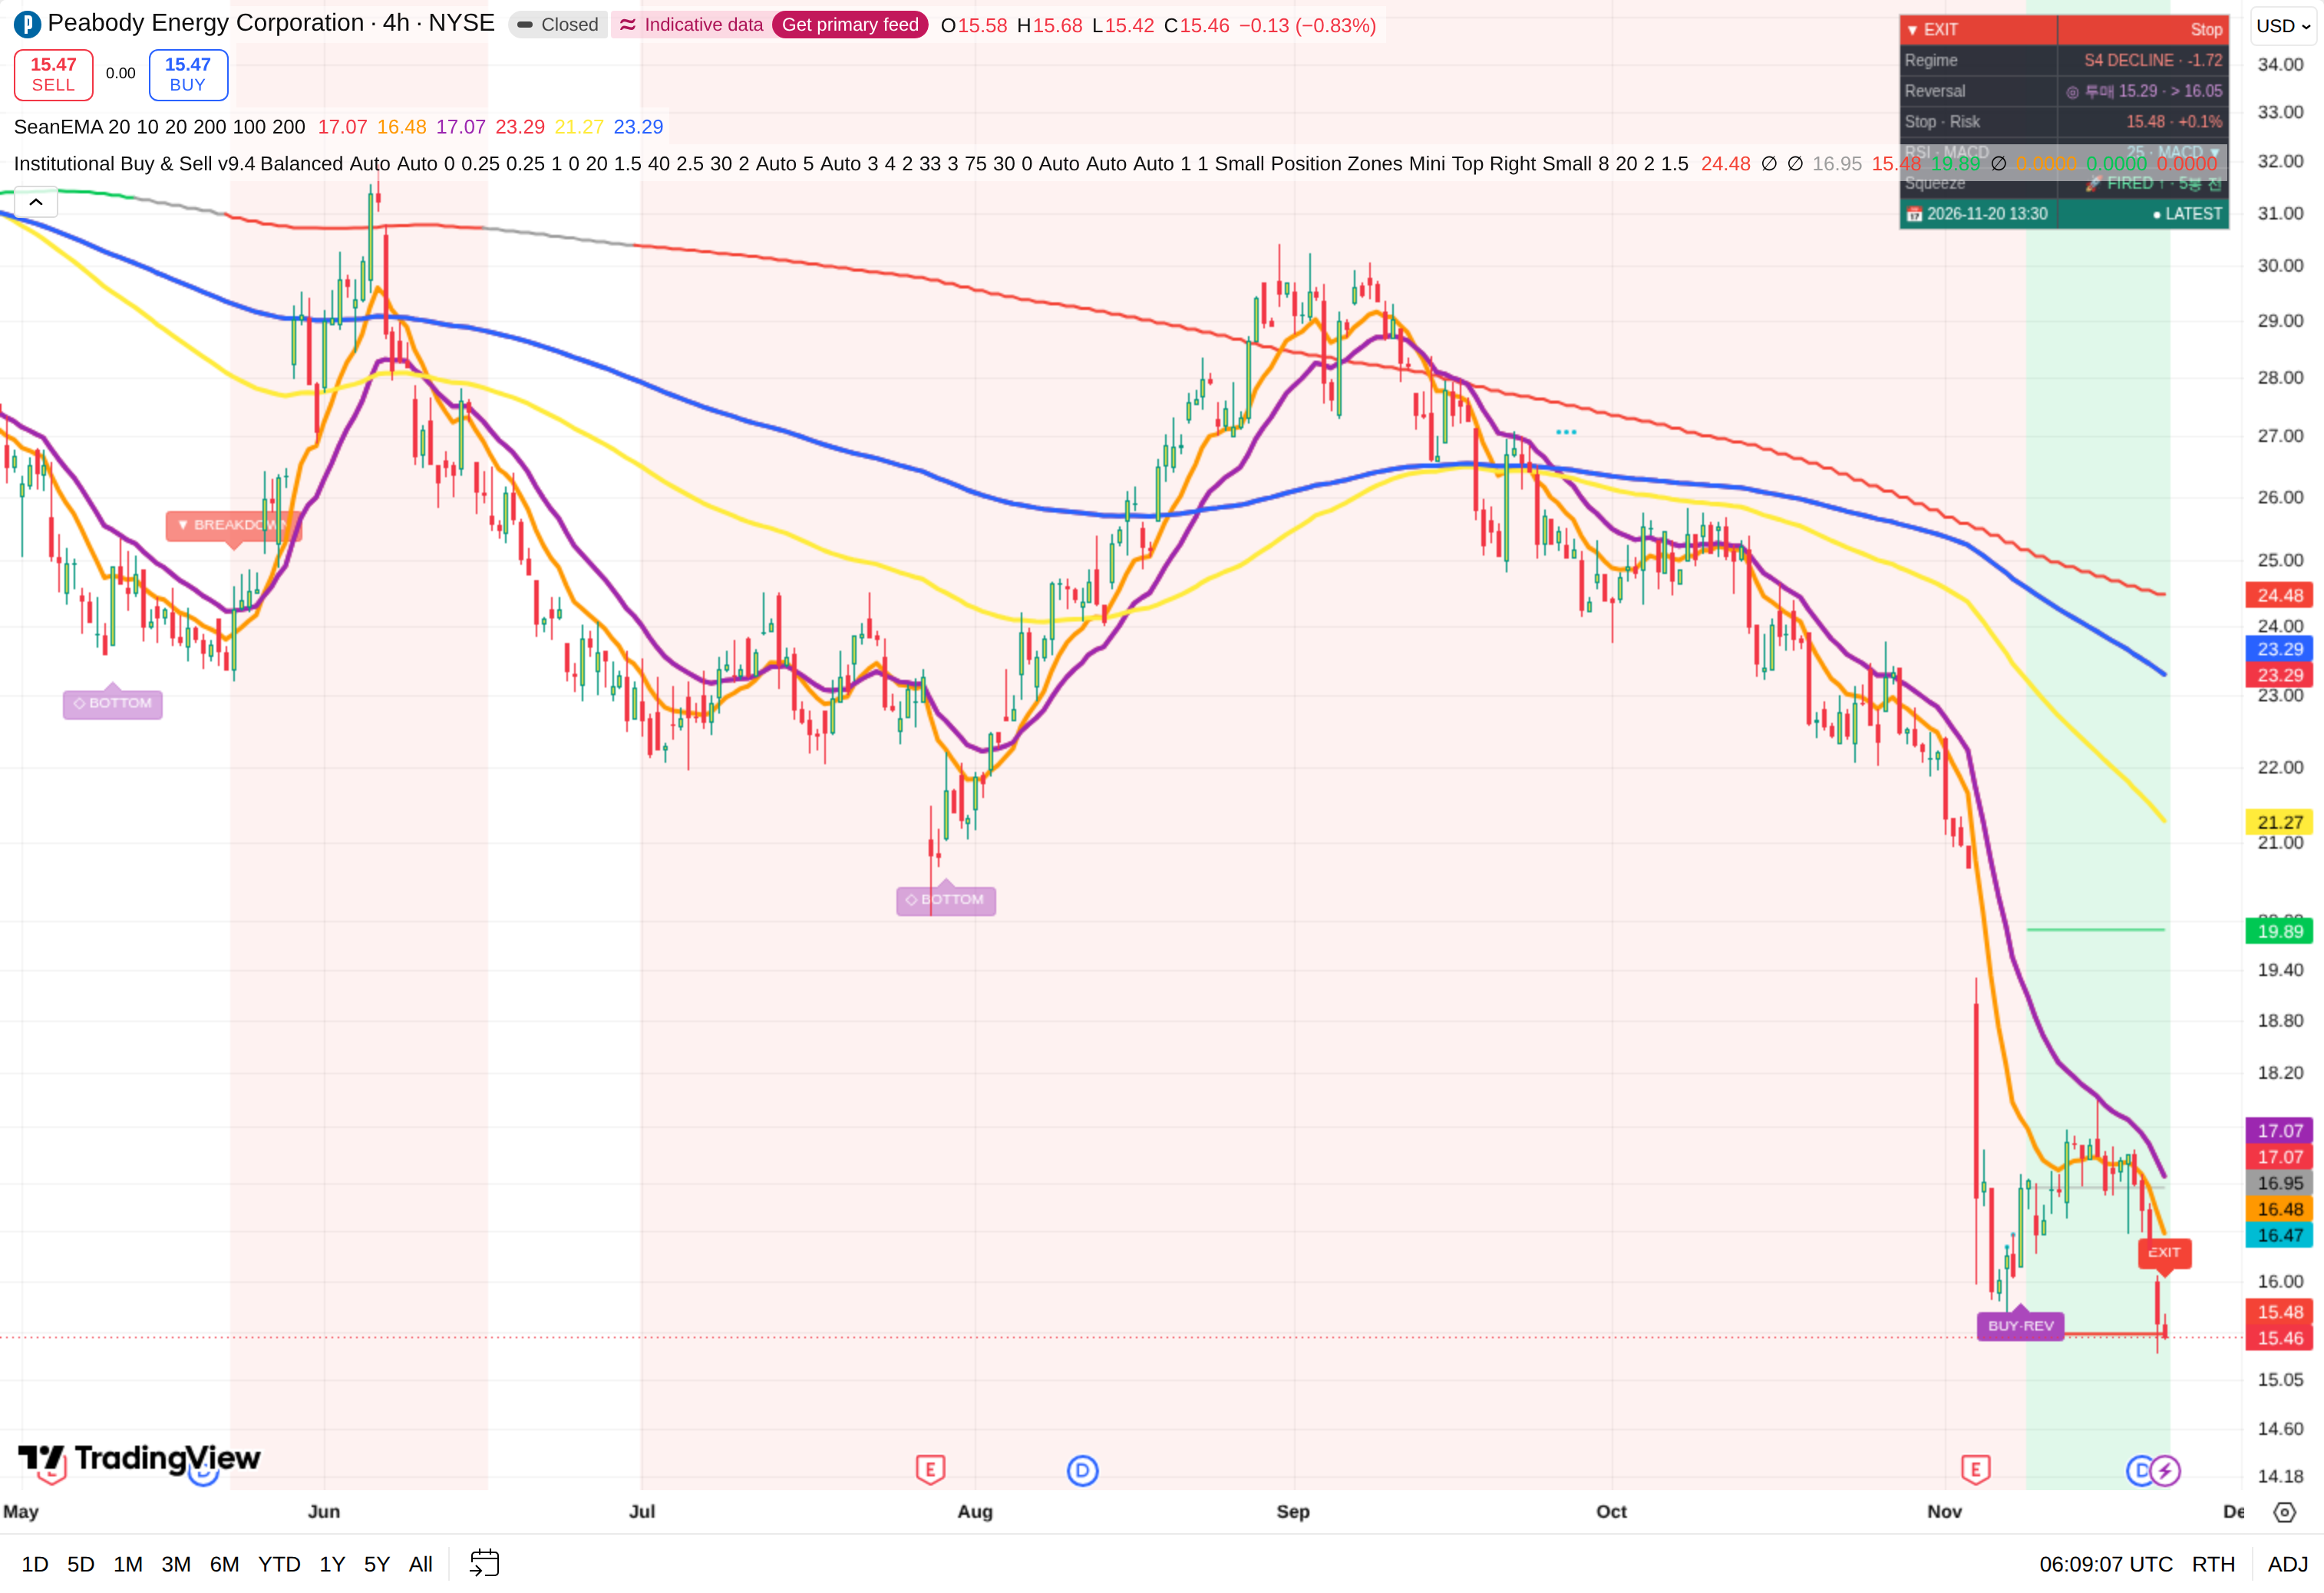 Peabody Energy Corporation · 4h · NYSE Closed Indicative data Get primary feed O15.58 H15.68 L15.42 C15.46 −0.13 (−0.83%)
15.47 SELL 0.00 15.47 BUY
SeanEMA 20 10 20 200 100 200 17.07 16.48 17.07 23.29 21.27 23.29
Institutional Buy & Sell v9.4 Balanced Auto Auto 0 0.25 0.25 1 0 20 1.5 40 2.5 30 2 Auto 5 Auto 3 4 2 33 3 75 30 0 Auto Auto Auto 1 1 Small Position Zones Mini Top Right Small 8 20 2 1.5 24.48 ∅ ∅ 16.95 15.48 19.89 ∅ 0.0000 0.0000 0.0000
▼ EXIT Stop
Regime S4 DECLINE · -1.72
Reversal ◎ 투매 15.29 · > 16.05
Stop · Risk 15.48 · +0.1%
RSI · MACD 25 · MACD ▼
Squeeze 🚀 FIRED ↑ · 5봉 전
📅 2026-11-20 13:30 ● LATEST
USD
34.00
33.00
32.00
31.00
30.00
29.00
28.00
27.00
26.00
25.00
24.48
24.00
23.29
23.29
23.00
22.00
21.27
21.00
19.89
19.40
18.80
18.20
17.07
17.07
16.95
16.48
16.47
16.00
15.48
15.46
15.05
14.60
14.18
▼ BREAKDOWN
◇ BOTTOM
◇ BOTTOM
EXIT
BUY-REV
TradingView
E D E D
May Jun Jul Aug Sep Oct Nov
1D 5D 1M 3M 6M YTD 1Y 5Y All 06:09:07 UTC RTH ADJ